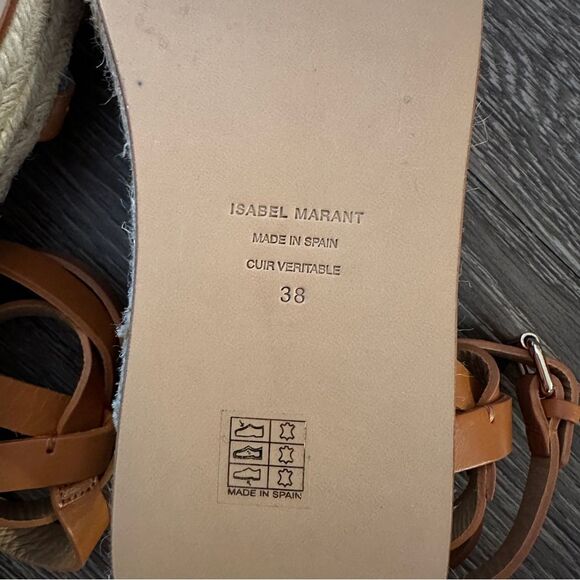 ISABEL MARANT
MADE IN SPAIN
CUIR VERITABLE
38
MADE IN SPAIN